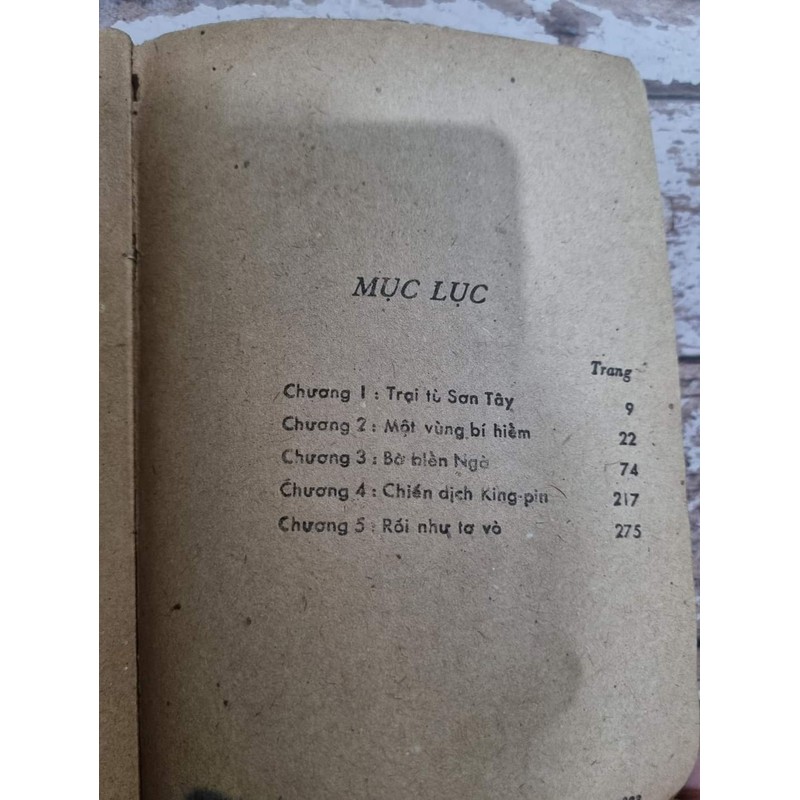 MỤC LỤC
Trang
Chương 1 : Trại tù Sơn Tây 9
Chương 2 : Một vùng bí hiểm 22
Chương 3 : Bờ biển Ngà 74
Chương 4 : Chiến dịch King-pin 217
Chương 5 : Rối như tơ vò 275